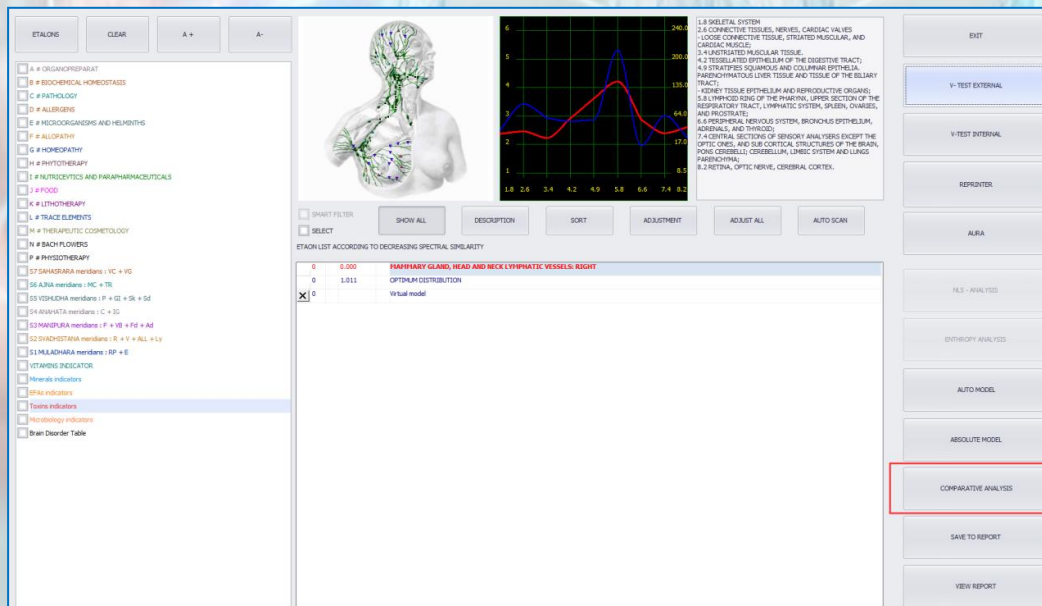 ETALONS
CLEAR
A +
A-
A # ORGANOPREPARAT
B # BIOCHEMICAL HOMEOSTASIS
C # PATHOLOGY
D # ALLERGENS
E # MICROORGANISMS AND HELMINTHS
F # ALLOPATHY
G # HOMEOPATHY
H # PHYTOTHERAPY
I # NUTRICEVTICS AND PARAPHARMACEUTICALS
J # FOOD
K # LITHOTHERAPY
L # TRACE ELEMENTS
M # THERAPEUTIC COSMETOLOGY
N # BACH FLOWERS
P # PHYSIOTHERAPY
S7 SAHASRARA meridians : VC + VG
S6 AJNA meridians : MC + TR
S5 VISHUDHA meridians : P + GI + Sk + Sd
S4 ANAHATA meridians : C + IG
S3 MANIPURA meridians : F + VB + Fd + Ad
S2 SVADHISTANA meridians : R + V + ALL + Ly
S1 MULADHARA meridians : RP + E
VITAMINS INDICATOR
Minerals indicators
EFAs indicators
Toxins indicators
Microbiology indicators
Brain Disorder Table
6 240.0
5 200.0
4 135.0
3 64.0
2 17.0
1 8.5
1.8 2.6 3.4 4.2 4.9 5.8 6.6 7.4 8.2
1.8 SKELETAL SYSTEM
2.6 CONNECTIVE TISSUES, NERVES, CARDIAC VALVES
- LOOSE CONNECTIVE TISSUE, STRIATED MUSCULAR, AND
CARDIAC MUSCLE;
3.4 UNSTRIATED MUSCULAR TISSUE.
4.2 TESSELLATED EPITHELIUM OF THE DIGESTIVE TRACT;
4.9 STRATIFIES SQUAMOUS AND COLUMNAR EPITHELIA.
PARENCHYMATOUS LIVER TISSUE AND TISSUE OF THE BILIARY
TRACT;
- KIDNEY TISSUE EPITHELIUM AND REPRODUCTIVE ORGANS;
5.8 LYMPHOID RING OF THE PHARYNX, UPPER SECTION OF THE
RESPIRATORY TRACT, LYMPHATIC SYSTEM, SPLEEN, OVARIES,
AND PROSTRATE;
6.6 PERIPHERAL NERVOUS SYSTEM, BRONCHUS EPITHELIUM,
ADRENALS, AND THYROID;
7.4 CENTRAL SECTIONS OF SENSORY ANALYSERS EXCEPT THE
OPTIC ONES, AND SUB CORTICAL STRUCTURES OF THE BRAIN,
PONS CEREBELLI; CEREBELLUM, LIMBIC SYSTEM AND LUNGS
PARENCHYMA;
8.2 RETINA, OPTIC NERVE, CEREBRAL CORTEX.
SMART FILTER
SELECT
SHOW ALL
DESCRIPTION
SORT
ADJUSTMENT
ADJUST ALL
AUTO SCAN
ETAON LIST ACCORDING TO DECREASING SPECTRAL SIMILARITY
0 0.000 MAMMARY GLAND, HEAD AND NECK LYMPHATIC VESSELS: RIGHT
0 1.011 OPTIMUM DISTRIBUTION
0 Virtual model
EXIT
V- TEST EXTERNAL
V-TEST INTERNAL
REPRINTER
AURA
NLS - ANALYSIS
ENTHROPY ANALYSIS
AUTO MODEL
ABSOLUTE MODEL
COMPARATIVE ANALYSIS
SAVE TO REPORT
VIEW REPORT